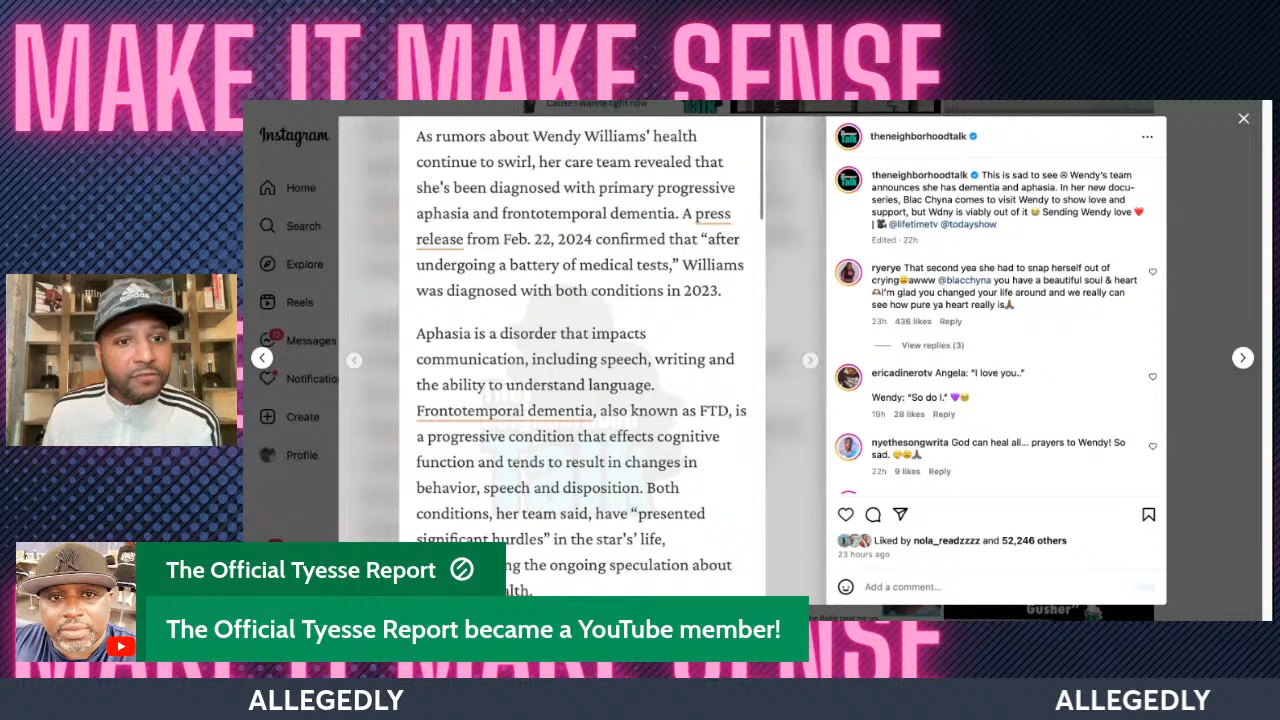 MAKE IT MAKE SENSE
Cause I wanna fight now
Instagram
Home
Search
Explore
Reels
Messages
Notificatio
Create
Profile
As rumors about Wendy Williams' health
continue to swirl, her care team revealed that
she's been diagnosed with primary progressive
aphasia and frontotemporal dementia. A press
release from Feb. 22, 2024 confirmed that “after
undergoing a battery of medical tests,” Williams
was diagnosed with both conditions in 2023.
Aphasia is a disorder that impacts
communication, including speech, writing and
the ability to understand language.
Frontotemporal dementia, also known as FTD, is
a progressive condition that effects cognitive
function and tends to result in changes in
behavior, speech and disposition. Both
conditions, her team said, have “presented
significant hurdles” in the star's life,
ng the ongoing speculation about
alth.
theneighborhoodtalk
theneighborhoodtalk This is sad to see Wendy's team
announces she has dementia and aphasia. In her new docu-
series, Blac Chyna comes to visit Wendy to show love and
support, but Wdny is viably out of it Sending Wendy love
| @lifetimetv @todayshow
Edited · 22h
ryerye That second yea she had to snap herself out of
crying awww @blacchyna you have a beautiful soul & heart
I'm glad you changed your life around and we really can
see how pure ya heart really is
23h 436 likes Reply
View replies (3)
ericadinerotv Angela: “I love you..”
Wendy: “So do I.”
19h 28 likes Reply
nyethesongwrita God can heal all... prayers to Wendy! So
sad.
22h 9 likes Reply
Liked by nola_readzzzz and 52,246 others
23 hours ago
Add a comment...
Gusher”
The Official Tyesse Report
The Official Tyesse Report became a YouTube member!
MAKE IT MAKE SENSE
ALLEGEDLY
ALLEGEDLY